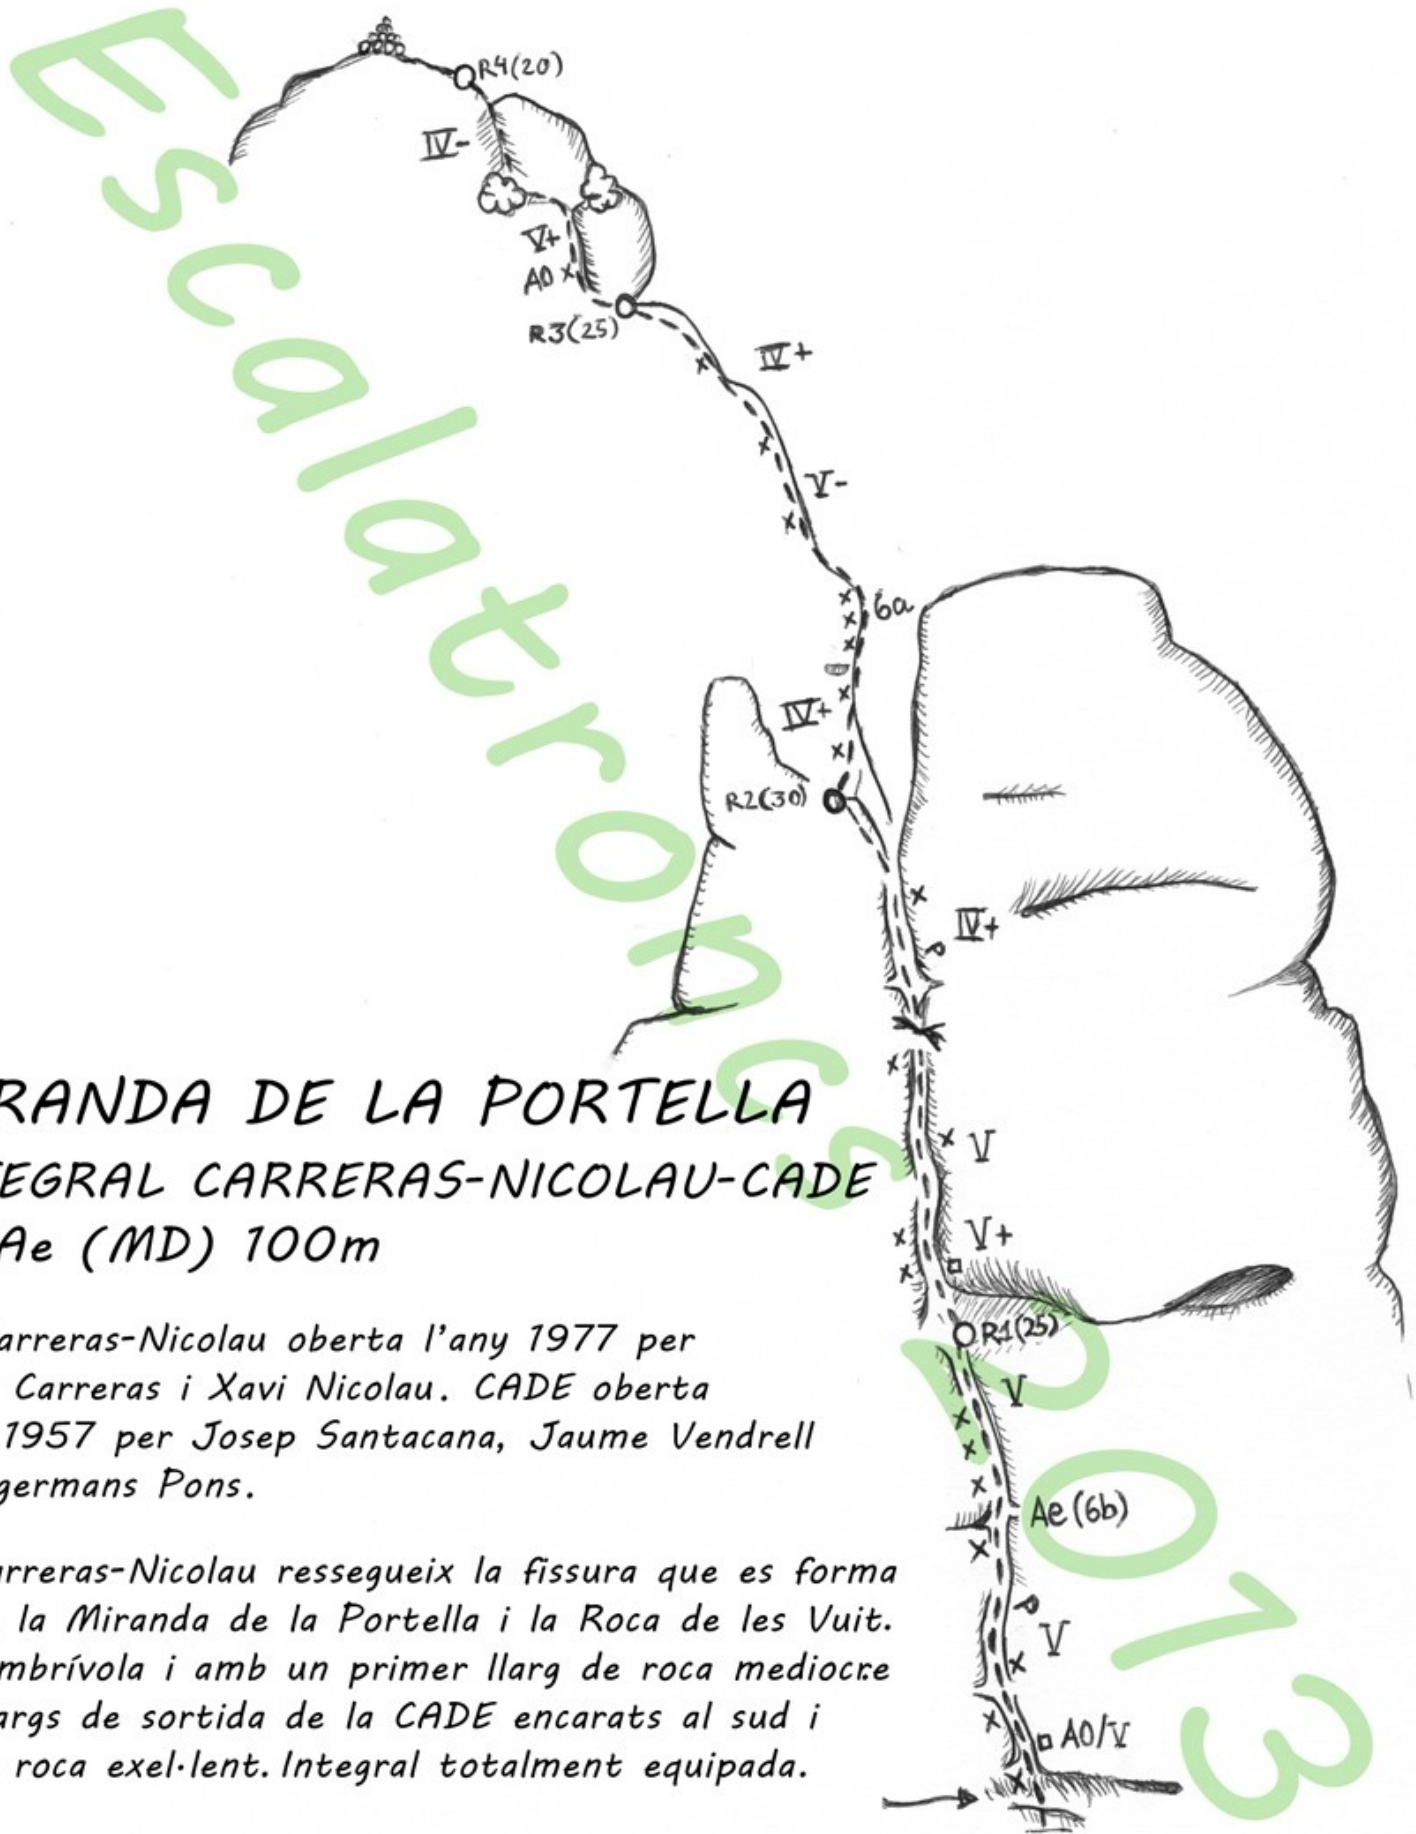 R4(20)
IV-
V+
A0
R3(25)
IV+
V-
6a
IV+
R2(30)
IV+
V
V+
R1(25)
V
Ae (6b)
V
A0/V
RANDA DE LA PORTELLA
EGRAL CARRERAS-NICOLAU-CADE
Ae (MD) 100m
arreras-Nicolau oberta l'any 1977 per
Carreras i Xavi Nicolau. CADE oberta
1957 per Josep Santacana, Jaume Vendrell
germans Pons.
rreras-Nicolau ressegueix la fissura que es forma
la Miranda de la Portella i la Roca de les Vuit.
mbrívola i amb un primer llarg de roca mediocre
args de sortida de la CADE encarats al sud i
roca exel·lent. Integral totalment equipada.
Escalatroncs 2013